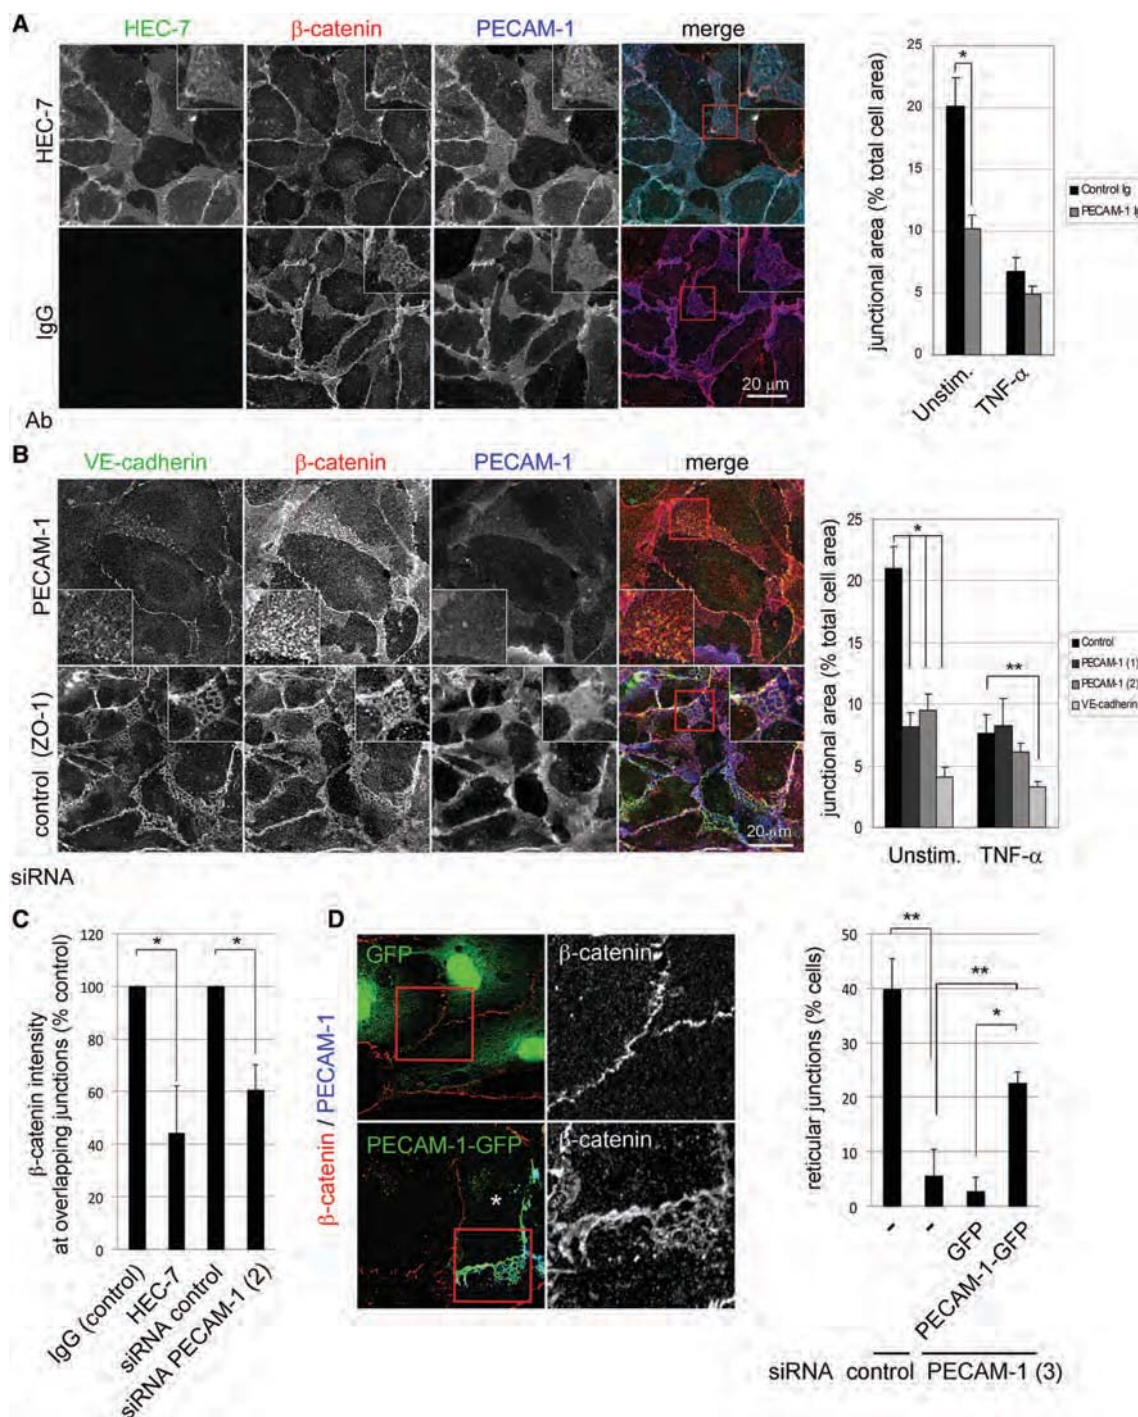 A
HEC-7 β-catenin PECAM-1 merge
HEC-7
IgG
20 μm
Ab
junctional area (% total cell area)
25
20
15
10
5
0
*
Unstim. TNF-α
Control Ig
PECAM-1 Ig
B
VE-cadherin β-catenin PECAM-1 merge
PECAM-1
control (ZO-1)
20 μm
siRNA
junctional area (% total cell area)
25
20
15
10
5
0
*
**
Unstim. TNF-α
Control
PECAM-1 (1)
PECAM-1 (2)
VE-cadherin
C
β-catenin intensity
at overlapping junctions (% control)
120
100
80
60
40
20
0
* *
IgG (control)
HEC-7
siRNA control
siRNA PECAM-1 (2)
D
β-catenin / PECAM-1
GFP β-catenin
PECAM-1-GFP β-catenin
*
reticular junctions (% cells)
50
40
30
20
10
0
**
**
*
- - GFP PECAM-1-GFP
siRNA control PECAM-1 (3)